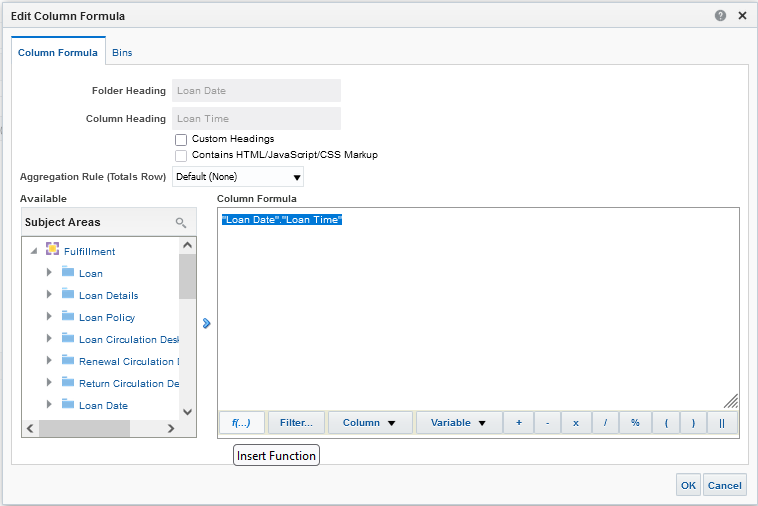 Edit Column Formula
Column Formula
Bins
Folder Heading
Loan Date
Column Heading
Loan Time
Custom Headings
Contains HTML/JavaScript/CSS Markup
Aggregation Rule (Totals Row)
Default (None)
Available
Column Formula
Subject Areas
"Loan Date"."Loan Time"
Fulfillment
Loan
Loan Details
Loan Policy
Loan Circulation Desk
Renewal Circulation D
Return Circulation De
Loan Date
f(...)
Filter...
Column
Variable
+
-
x
/
%
(
)
||
Insert Function
OK
Cancel